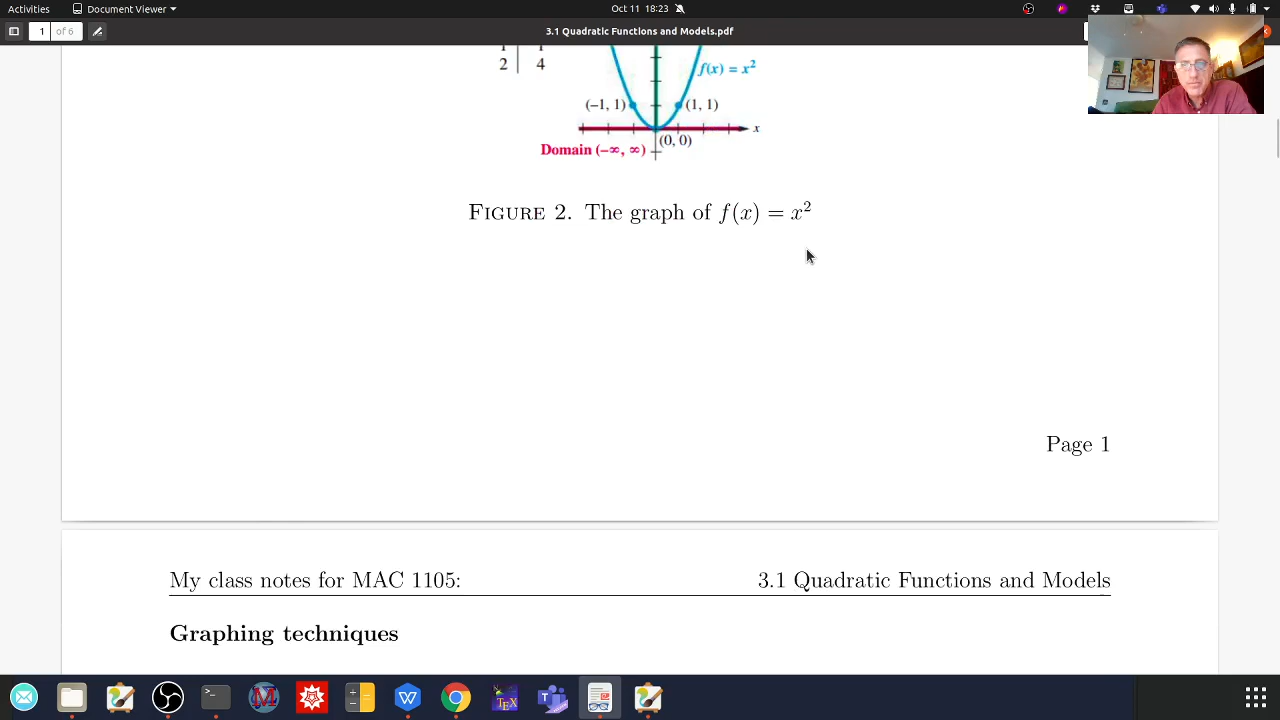 Activities Document Viewer Oct 11 18:23
1 of 6 3.1 Quadratic Functions and Models.pdf
2 4
f(x) = x²
(−1, 1) (1, 1)
x
(0, 0)
Domain (−∞, ∞)
FIGURE 2. The graph of f(x) = x²
Page 1
My class notes for MAC 1105: 3.1 Quadratic Functions and Models
Graphing techniques